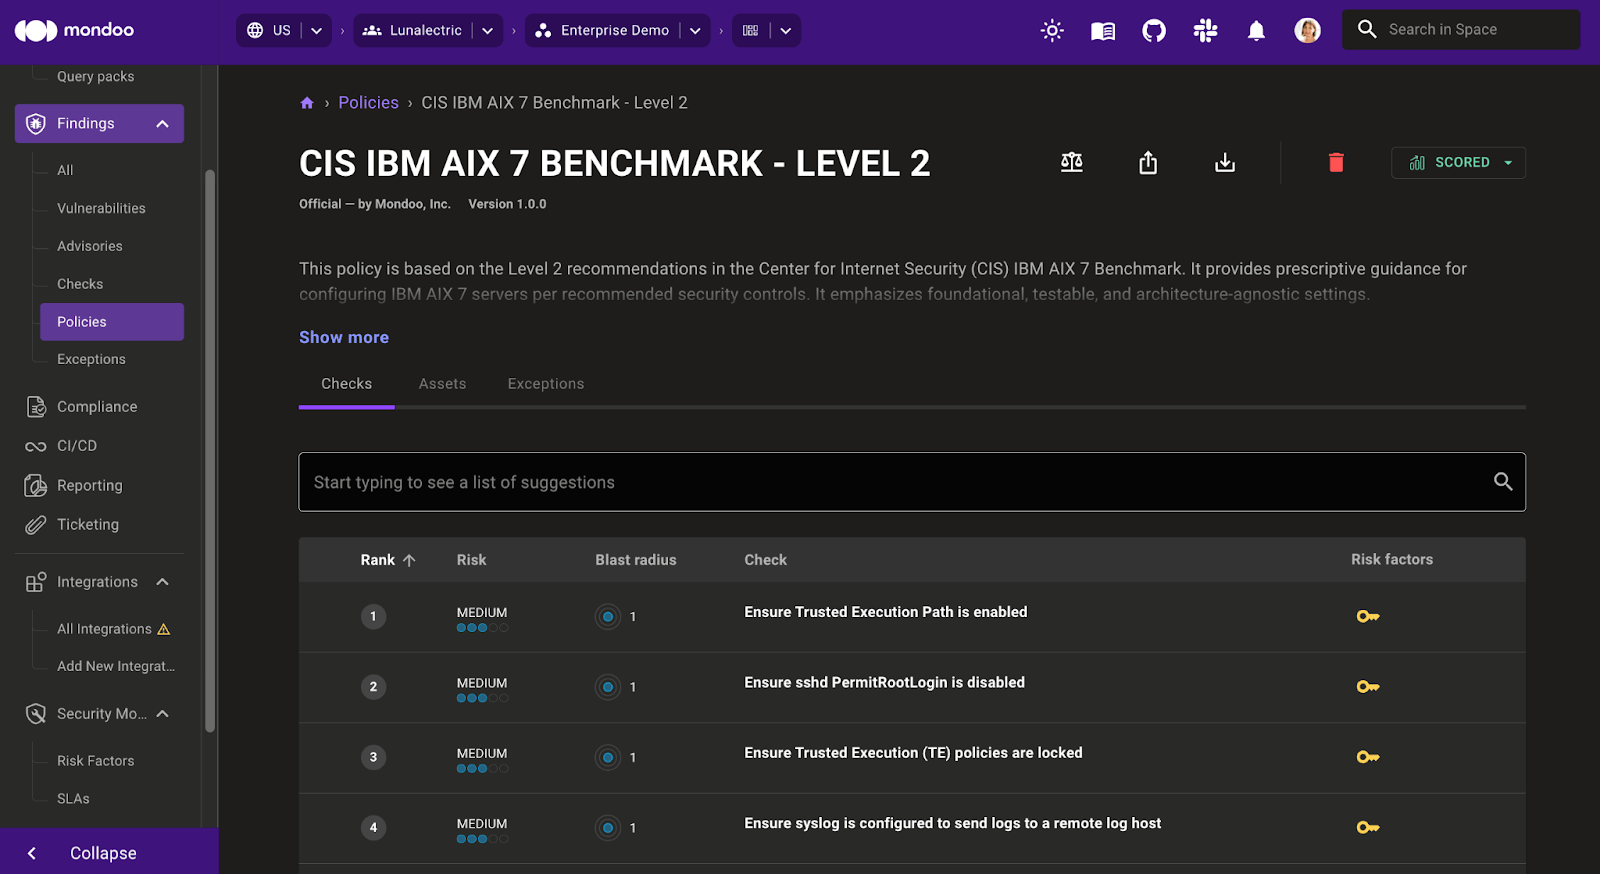 mondoo
US
Lunalectric
Enterprise Demo
Search in Space
Query packs
Findings
All
Vulnerabilities
Advisories
Checks
Policies
Exceptions
Compliance
CI/CD
Reporting
Ticketing
Integrations
All Integrations
Add New Integrat...
Security Mo...
Risk Factors
SLAs
Collapse
› Policies › CIS IBM AIX 7 Benchmark - Level 2
CIS IBM AIX 7 BENCHMARK - LEVEL 2
SCORED
Official — by Mondoo, Inc. Version 1.0.0
This policy is based on the Level 2 recommendations in the Center for Internet Security (CIS) IBM AIX 7 Benchmark. It provides prescriptive guidance for
configuring IBM AIX 7 servers per recommended security controls. It emphasizes foundational, testable, and architecture-agnostic settings.
Show more
Checks Assets Exceptions
Start typing to see a list of suggestions
Rank Risk Blast radius Check Risk factors
1 MEDIUM 1 Ensure Trusted Execution Path is enabled
2 MEDIUM 1 Ensure sshd PermitRootLogin is disabled
3 MEDIUM 1 Ensure Trusted Execution (TE) policies are locked
4 MEDIUM 1 Ensure syslog is configured to send logs to a remote log host